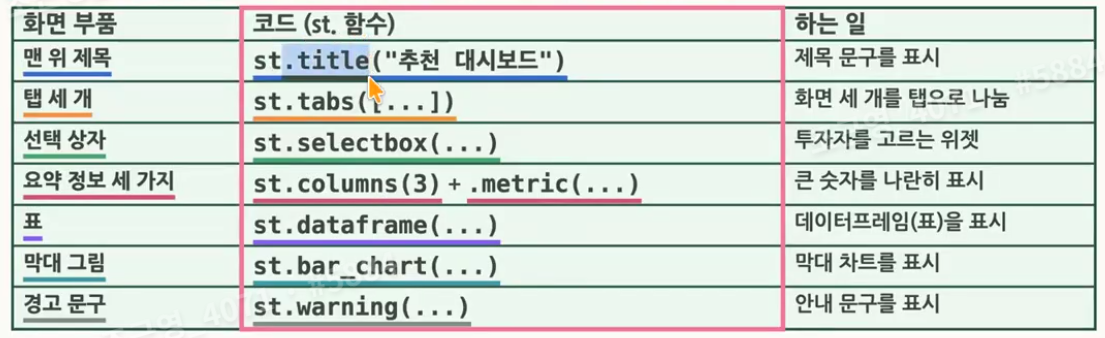 화면 부품 코드 (st. 함수) 하는 일
맨 위 제목 st.title("추천 대시보드") 제목 문구를 표시
탭 세 개 st.tabs([...]) 화면 세 개를 탭으로 나눔
선택 상자 st.selectbox(...) 투자자를 고르는 위젯
요약 정보 세 가지 st.columns(3) + .metric(...) 큰 숫자를 나란히 표시
표 st.dataframe(...) 데이터프레임(표)을 표시
막대 그림 st.bar_chart(...) 막대 차트를 표시
경고 문구 st.warning(...) 안내 문구를 표시